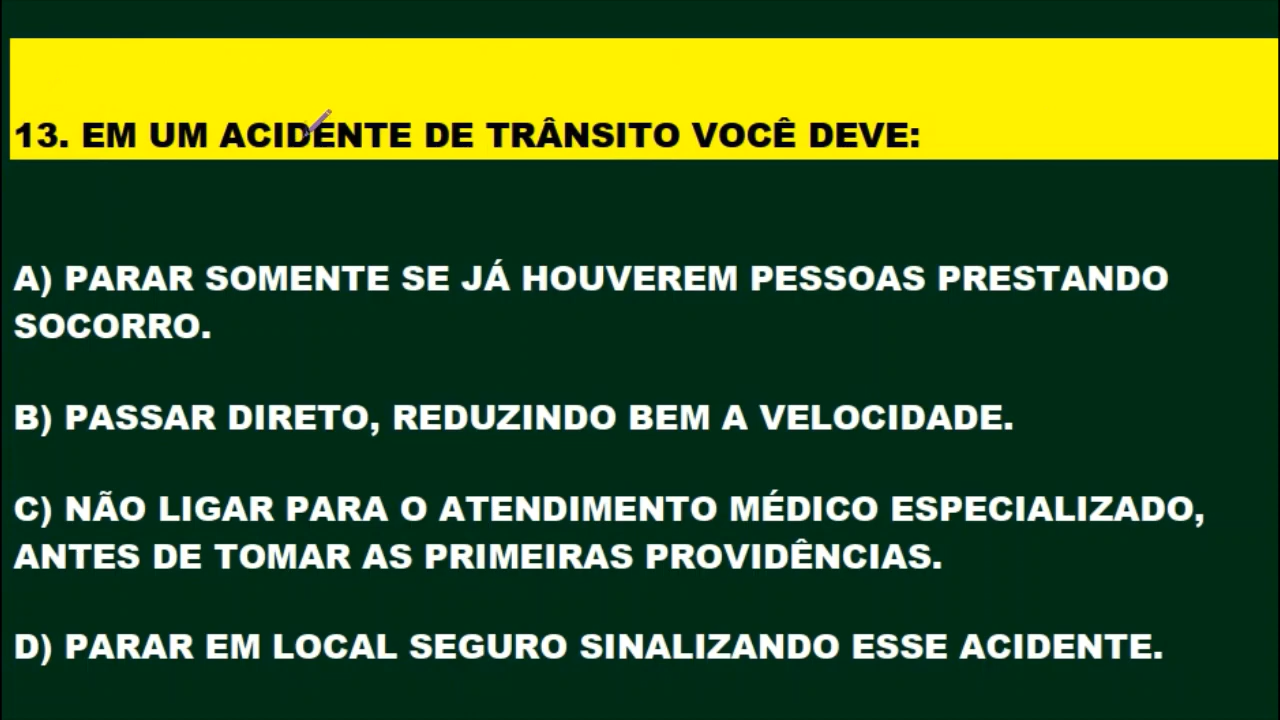 13. EM UM ACIDENTE DE TRÂNSITO VOCÊ DEVE:
A) PARAR SOMENTE SE JÁ HOUVEREM PESSOAS PRESTANDO
SOCORRO.
B) PASSAR DIRETO, REDUZINDO BEM A VELOCIDADE.
C) NÃO LIGAR PARA O ATENDIMENTO MÉDICO ESPECIALIZADO,
ANTES DE TOMAR AS PRIMEIRAS PROVIDÊNCIAS.
D) PARAR EM LOCAL SEGURO SINALIZANDO ESSE ACIDENTE.